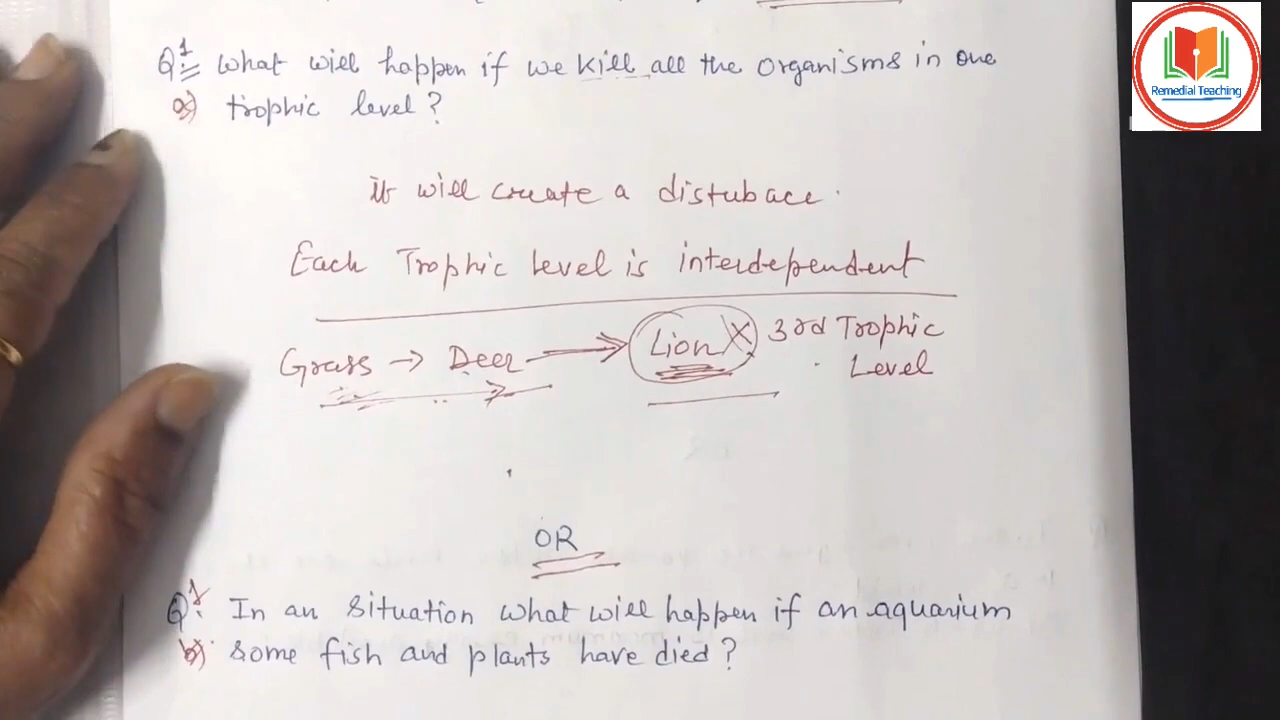 Remedial Teaching
Q1 What will happen if we kill all the organisms in one
a) trophic level?
it will create a distubace.
Each Trophic level is interdependent
Grass → Deer → Lion X 3rd Trophic
Level
OR
Q1 In an situation what will happen if an aquarium
b) some fish and plants have died?